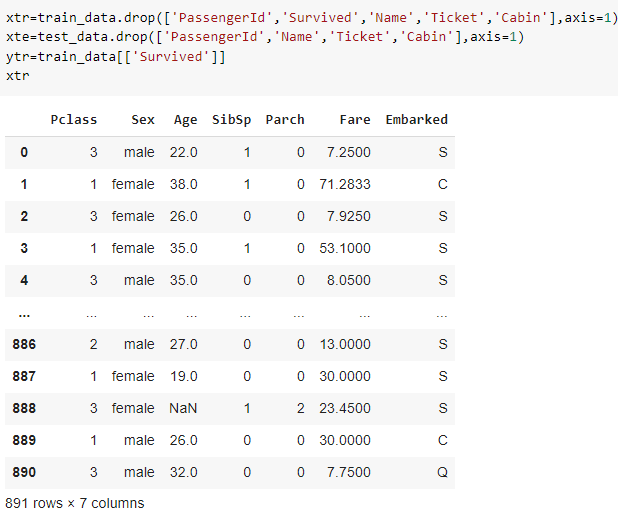 xtr=train_data.drop(['PassengerId','Survived','Name','Ticket','Cabin'],axis=1)
xte=test_data.drop(['PassengerId','Name','Ticket','Cabin'],axis=1)
ytr=train_data[['Survived']]
xtr
Pclass Sex Age SibSp Parch Fare Embarked
0 3 male 22.0 1 0 7.2500 S
1 1 female 38.0 1 0 71.2833 C
2 3 female 26.0 0 0 7.9250 S
3 1 female 35.0 1 0 53.1000 S
4 3 male 35.0 0 0 8.0500 S
... ... ... ... ... ... ... ...
886 2 male 27.0 0 0 13.0000 S
887 1 female 19.0 0 0 30.0000 S
888 3 female NaN 1 2 23.4500 S
889 1 male 26.0 0 0 30.0000 C
890 3 male 32.0 0 0 7.7500 Q
891 rows × 7 columns